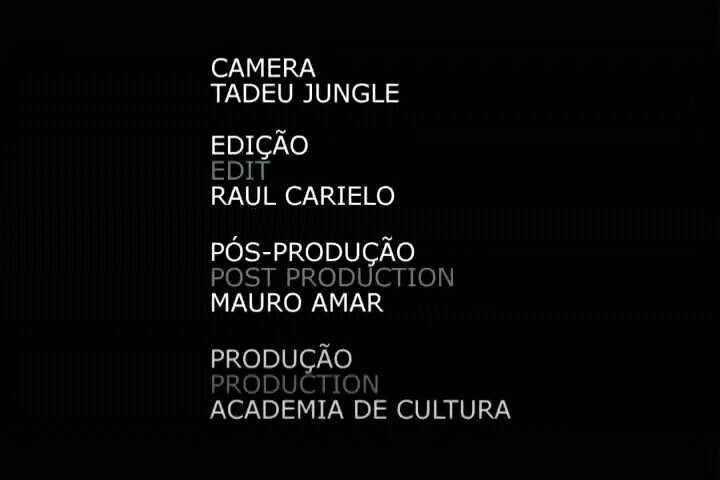 CAMERA
TADEU JUNGLE
EDIÇÃO
EDIT
RAUL CARIELO
PÓS-PRODUÇÃO
POST PRODUCTION
MAURO AMAR
PRODUÇÃO
PRODUCTION
ACADEMIA DE CULTURA